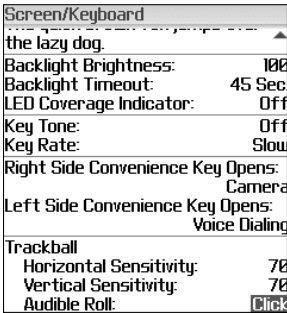 Screen/Keyboard
the lazy dog.
Backlight Brightness: 100
Backlight Timeout: 45 Sec.
LED Coverage Indicator: Off
Key Tone: Off
Key Rate: Slow
Right Side Convenience Key Opens:
Camera
Left Side Convenience Key Opens:
Voice Dialing
Trackball
Horizontal Sensitivity: 70
Vertical Sensitivity: 70
Audible Roll: Click